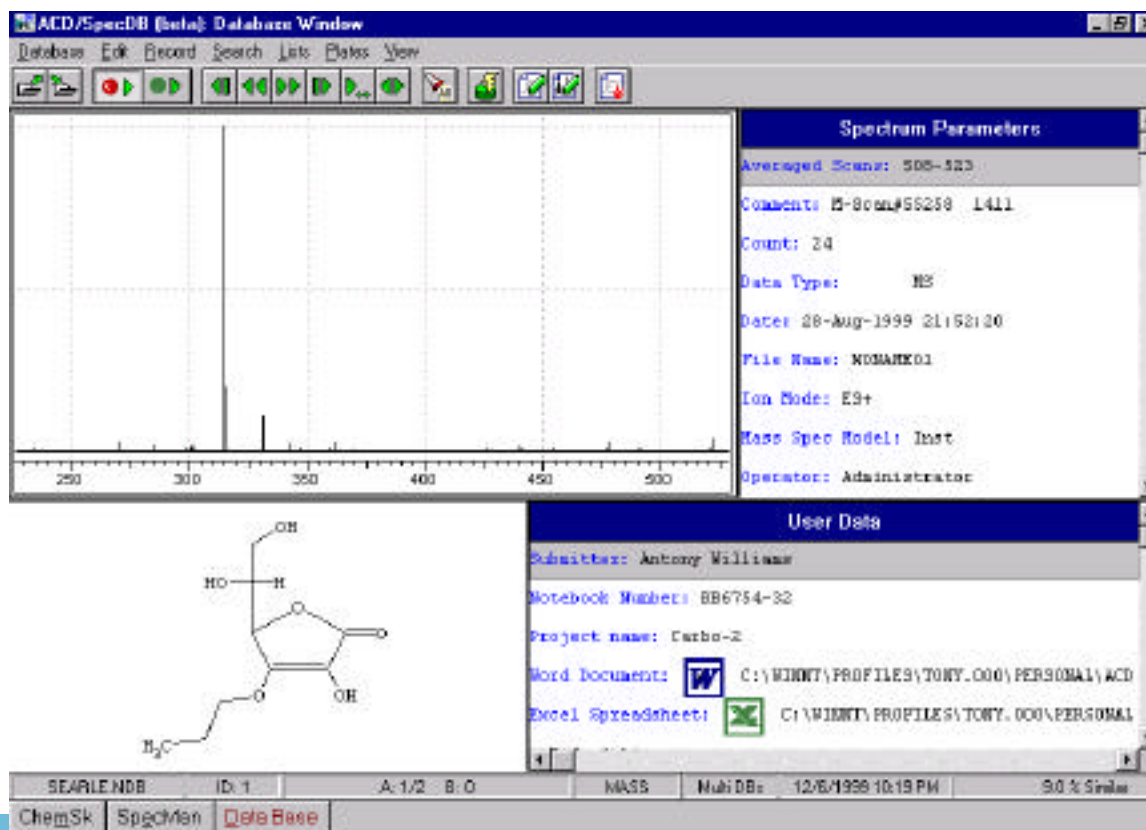 ACD/SpecDB (beta): Database Window
Database Edit Record Search Lists Plates View
Spectrum Parameters
Averaged Scans: 508-523
Comment: M-Scan#55258 1411
Count: 24
Data Type: MS
Date: 28-Aug-1999 21:52:20
File Name: NONAME01
Ion Mode: ES+
Mass Spec Model: Inst
Operator: Administrator
250 300 350 400 450 500
OH
HO H
O
O
O
OH
H₃C
User Data
Submitter: Antony Williams
Notebook Number: BB6754-32
Project name: Carbo-2
Word Document: W C:\WINNT\PROFILES\TONY.000\PERSONAL\ACD
Excel Spreadsheet: X C:\WINNT\PROFILES\TONY.000\PERSONAL
SEARLE.NDB ID: 1 A: 1/2 B: 0 MASS Multi DBs 12/6/1999 10:19 PM 9.0 % Similar
ChemSk SpecMan Data Base